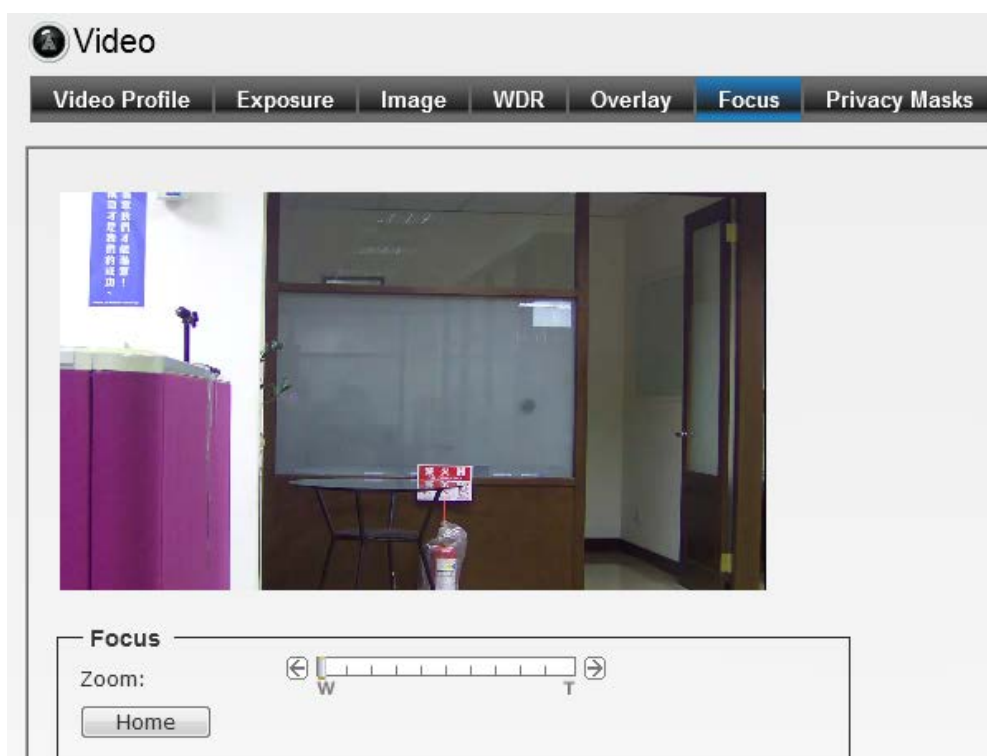 Video
Video Profile
Exposure
Image
WDR
Overlay
Focus
Privacy Masks
Focus
Zoom:
W
T
Home